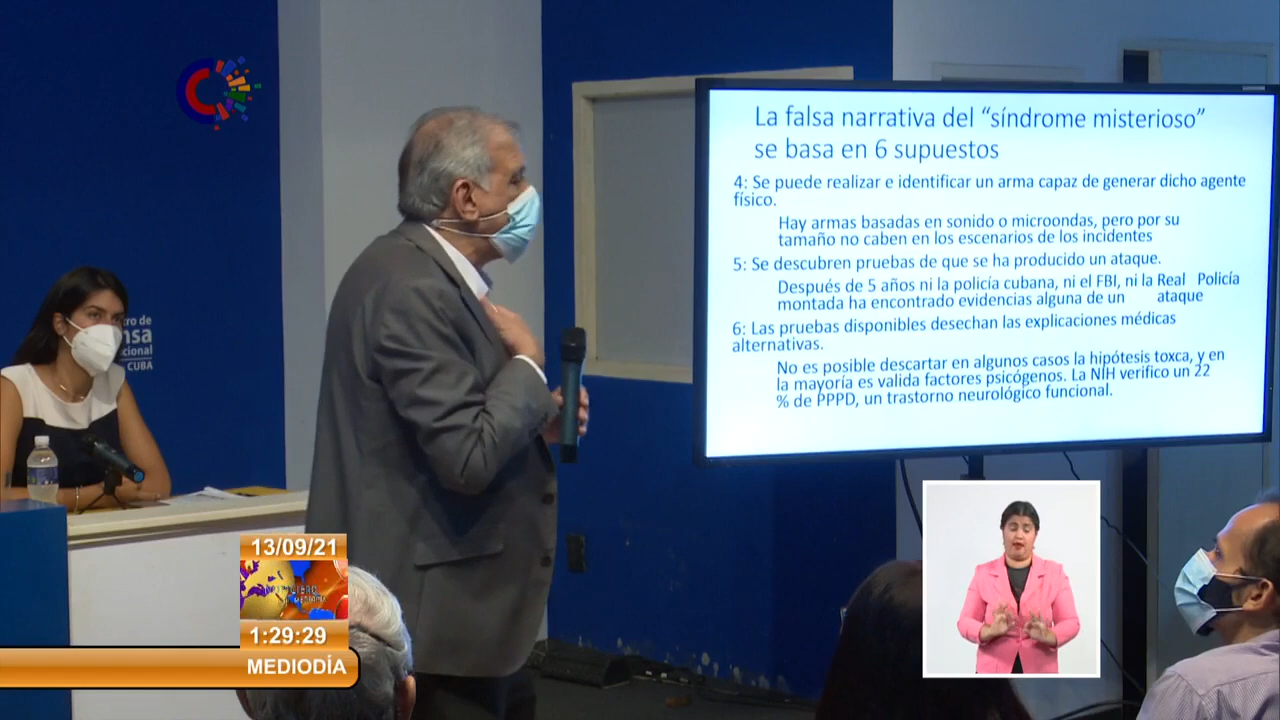 La falsa narrativa del “síndrome misterioso”
se basa en 6 supuestos
4: Se puede realizar e identificar un arma capaz de generar dicho agente
físico.
Hay armas basadas en sonido o microondas, pero por su
tamaño no caben en los escenarios de los incidentes
5: Se descubren pruebas de que se ha producido un ataque.
Después de 5 años ni la policía cubana, ni el FBI, ni la Real Policía
montada ha encontrado evidencias alguna de un ataque
6: Las pruebas disponibles desechan las explicaciones médicas
alternativas.
No es posible descartar en algunos casos la hipótesis toxca, y en
la mayoría es valida factores psicógenos. La NIH verifico un 22
% de PPPD, un trastorno neurológico funcional.
tro de
nsa
cional
CUBA
13/09/21
1:29:29
MEDIODÍA